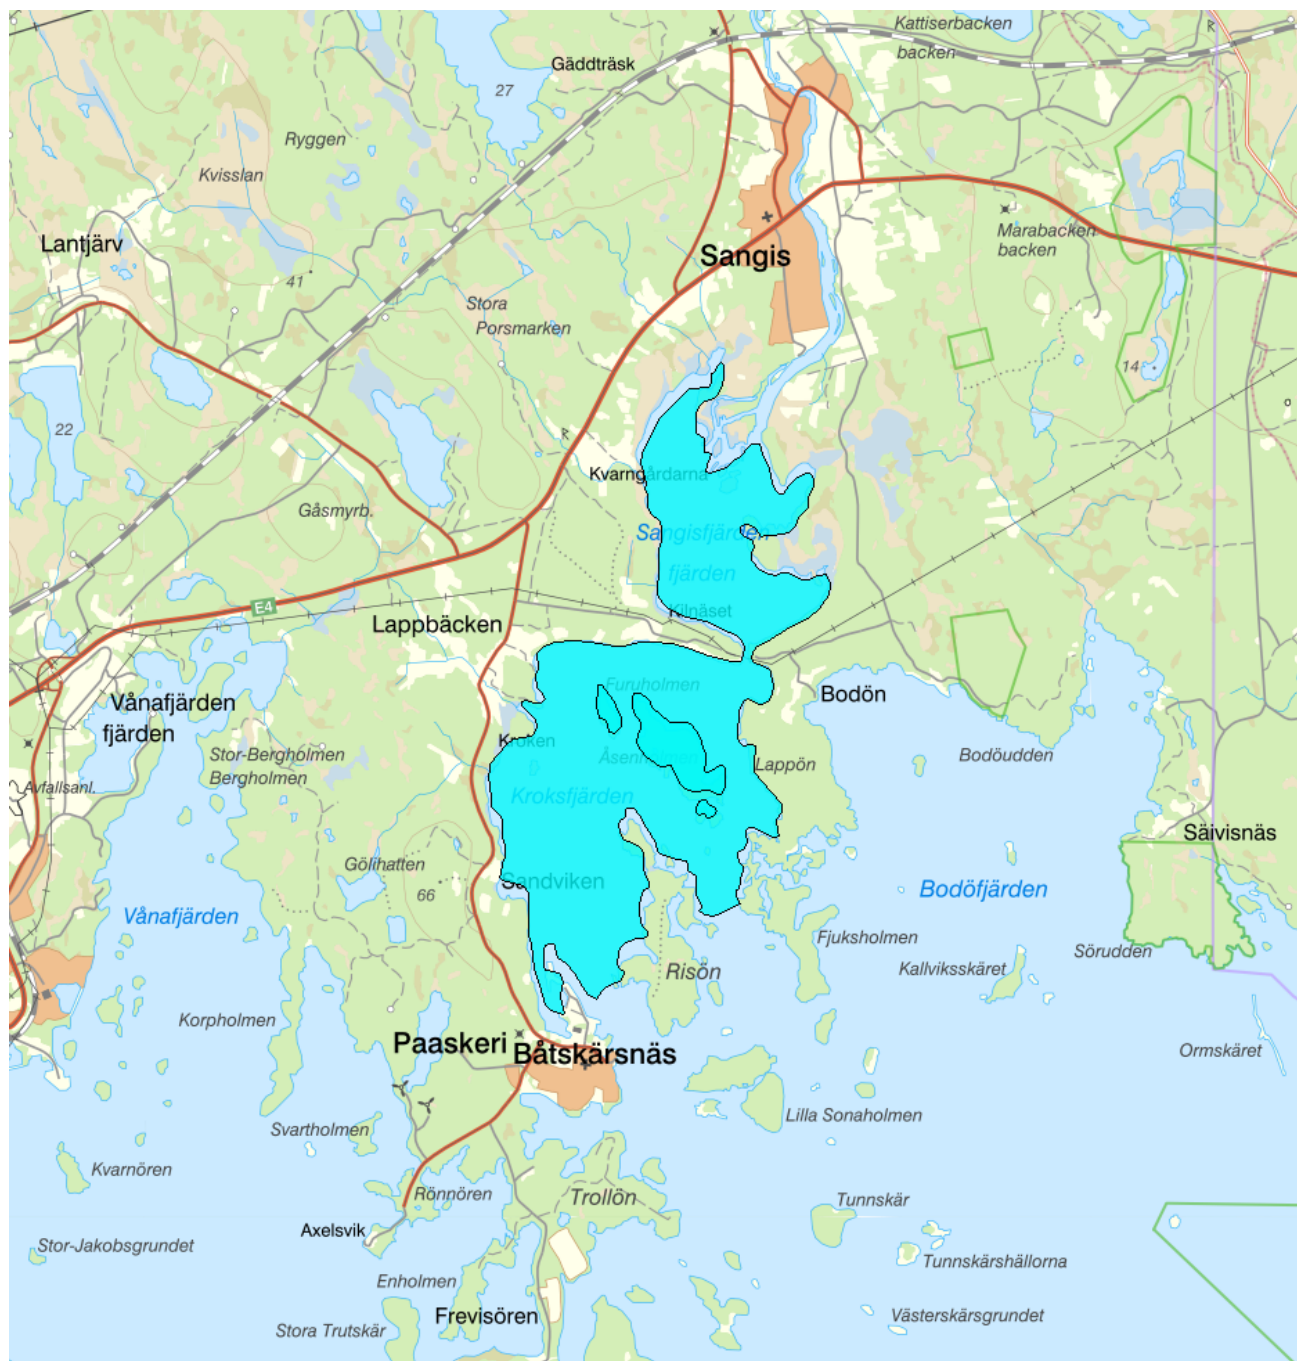 Kattiserbacken
backen
Gäddträsk
27
Ryggen
Kvisslan
Lantjärv
Sangis
Marabacken
backen
41
Stora
Porsmarken
14
22
Kvarngårdarna
Gåsmyrb.
Sangisfjärden
fjärden
E4
Kilnäset
Lappbäcken
Furuholmen
Bodön
Vånafjärden
fjärden
Kroken
Stor-Bergholmen
Bergholmen
Lappön
Bodöudden
Avfallsanl.
Kroksfjärden
Säivisnäs
Gölihatten
66
Sandviken
Bodöfjärden
Vånafjärden
Fjuksholmen
Sörudden
Kallviksskäret
Risön
Korpholmen
Paaskeri
Båtskärsnäs
Ormskäret
Lilla Sonaholmen
Svartholmen
Kvarnören
Rönnören
Trollön
Tunnskär
Axelsvik
Stor-Jakobsgrundet
Tunnskärshällorna
Enholmen
Frevisören
Västerskärsgrundet
Stora Trutskär